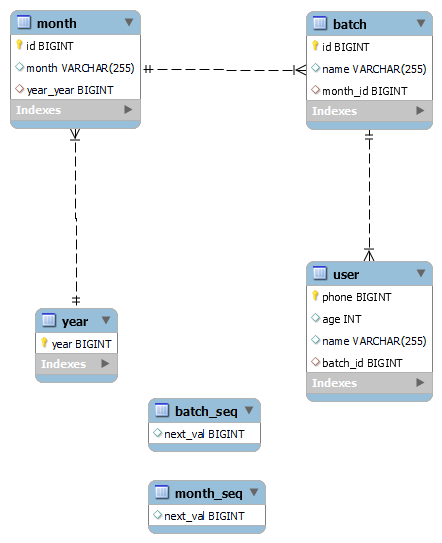 month
id BIGINT
month VARCHAR(255)
year_year BIGINT
Indexes
batch
id BIGINT
name VARCHAR(255)
month_id BIGINT
Indexes
year
year BIGINT
Indexes
user
phone BIGINT
age INT
name VARCHAR(255)
batch_id BIGINT
Indexes
batch_seq
next_val BIGINT
month_seq
next_val BIGINT